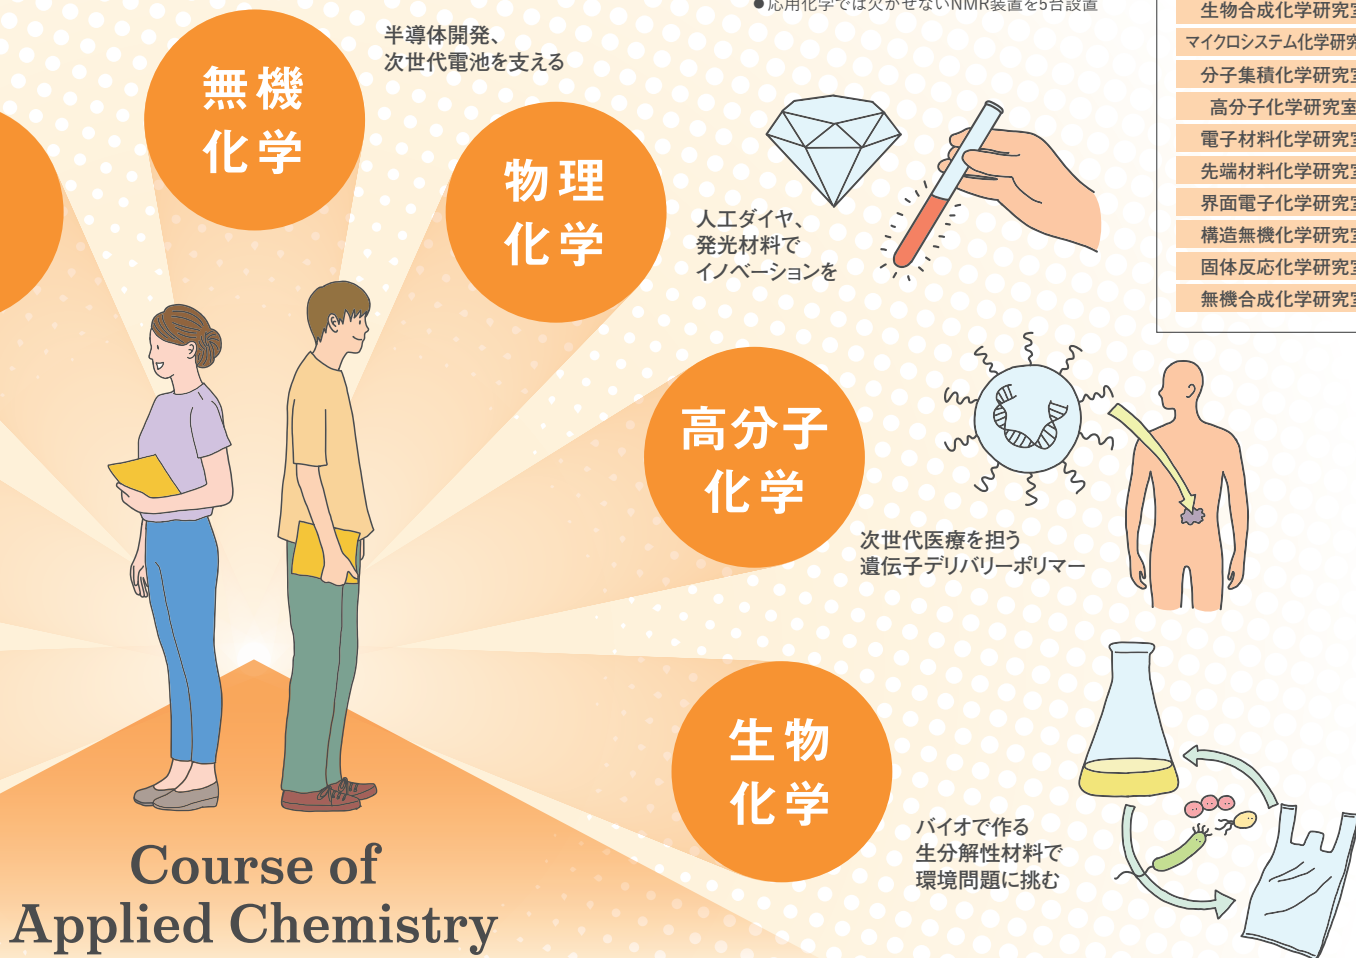 ●応用化学では欠かせないNMR装置を5台設置
半導体開発、
次世代電池を支える
無機
化学
物理
化学
人工ダイヤ、
発光材料で
イノベーションを
高分子
化学
次世代医療を担う
遺伝子デリバリーポリマー
生物
化学
バイオで作る
生分解性材料で
環境問題に挑む
Course of
Applied Chemistry
生物合成化学研究室
マイクロシステム化学研究
分子集積化学研究室
高分子化学研究室
電子材料化学研究室
先端材料化学研究室
界面電子化学研究室
構造無機化学研究室
固体反応化学研究室
無機合成化学研究室